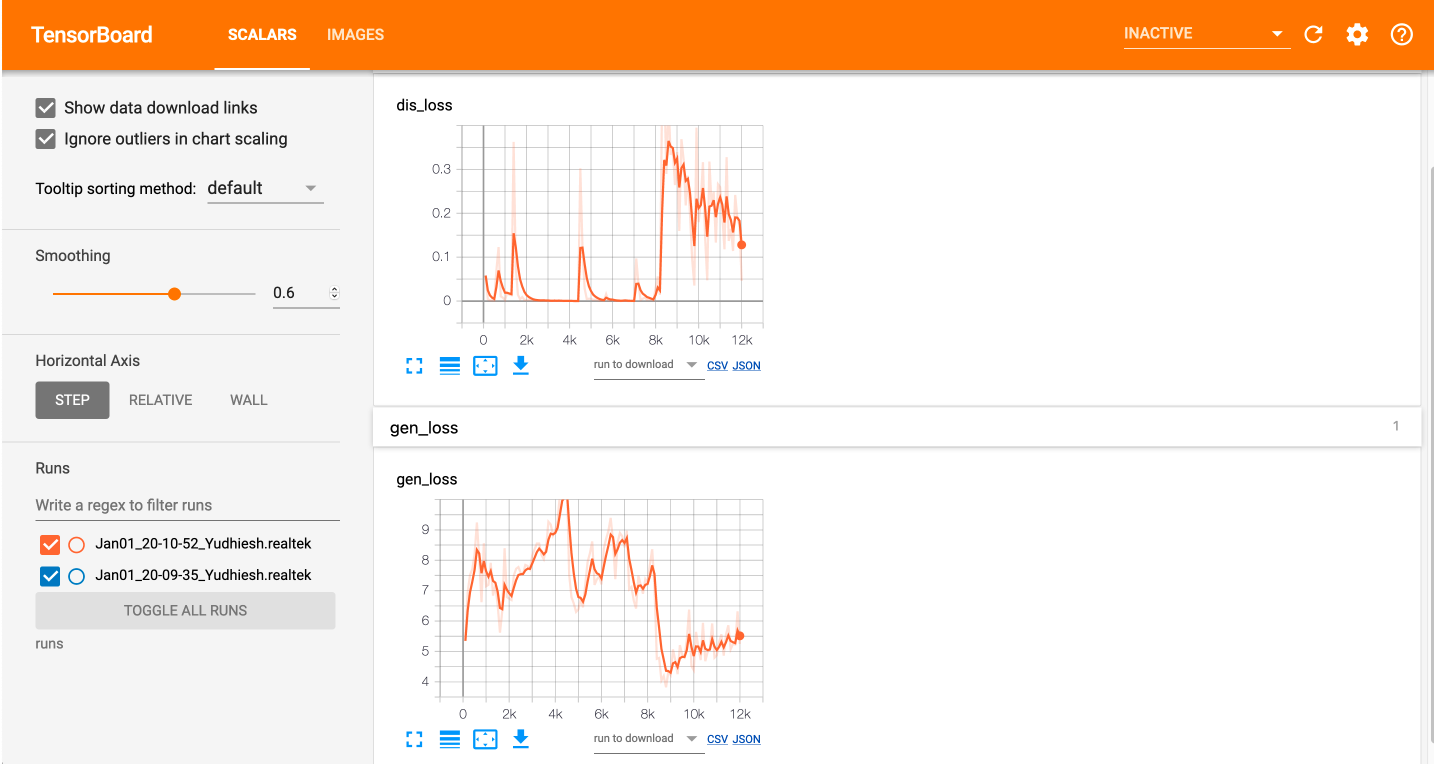 TensorBoard SCALARS IMAGES INACTIVE
Show data download links
Ignore outliers in chart scaling
Tooltip sorting method: default
Smoothing
0.6
Horizontal Axis
STEP RELATIVE WALL
Runs
Write a regex to filter runs
Jan01_20-10-52_Yudhiesh.realtek
Jan01_20-09-35_Yudhiesh.realtek
TOGGLE ALL RUNS
runs
dis_loss
0.3
0.2
0.1
0
0 2k 4k 6k 8k 10k 12k
run to download CSV JSON
gen_loss 1
gen_loss
9
8
7
6
5
4
0 2k 4k 6k 8k 10k 12k
run to download CSV JSON